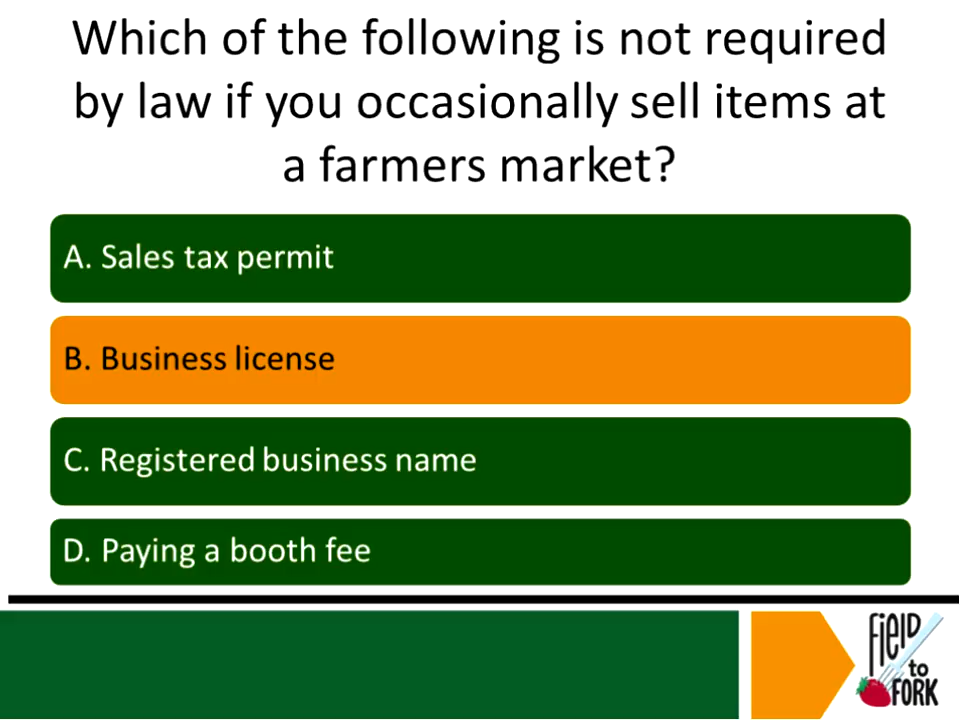 Which of the following is not required
by law if you occasionally sell items at
a farmers market?
A. Sales tax permit
B. Business license
C. Registered business name
D. Paying a booth fee
FiELD
to
FORK